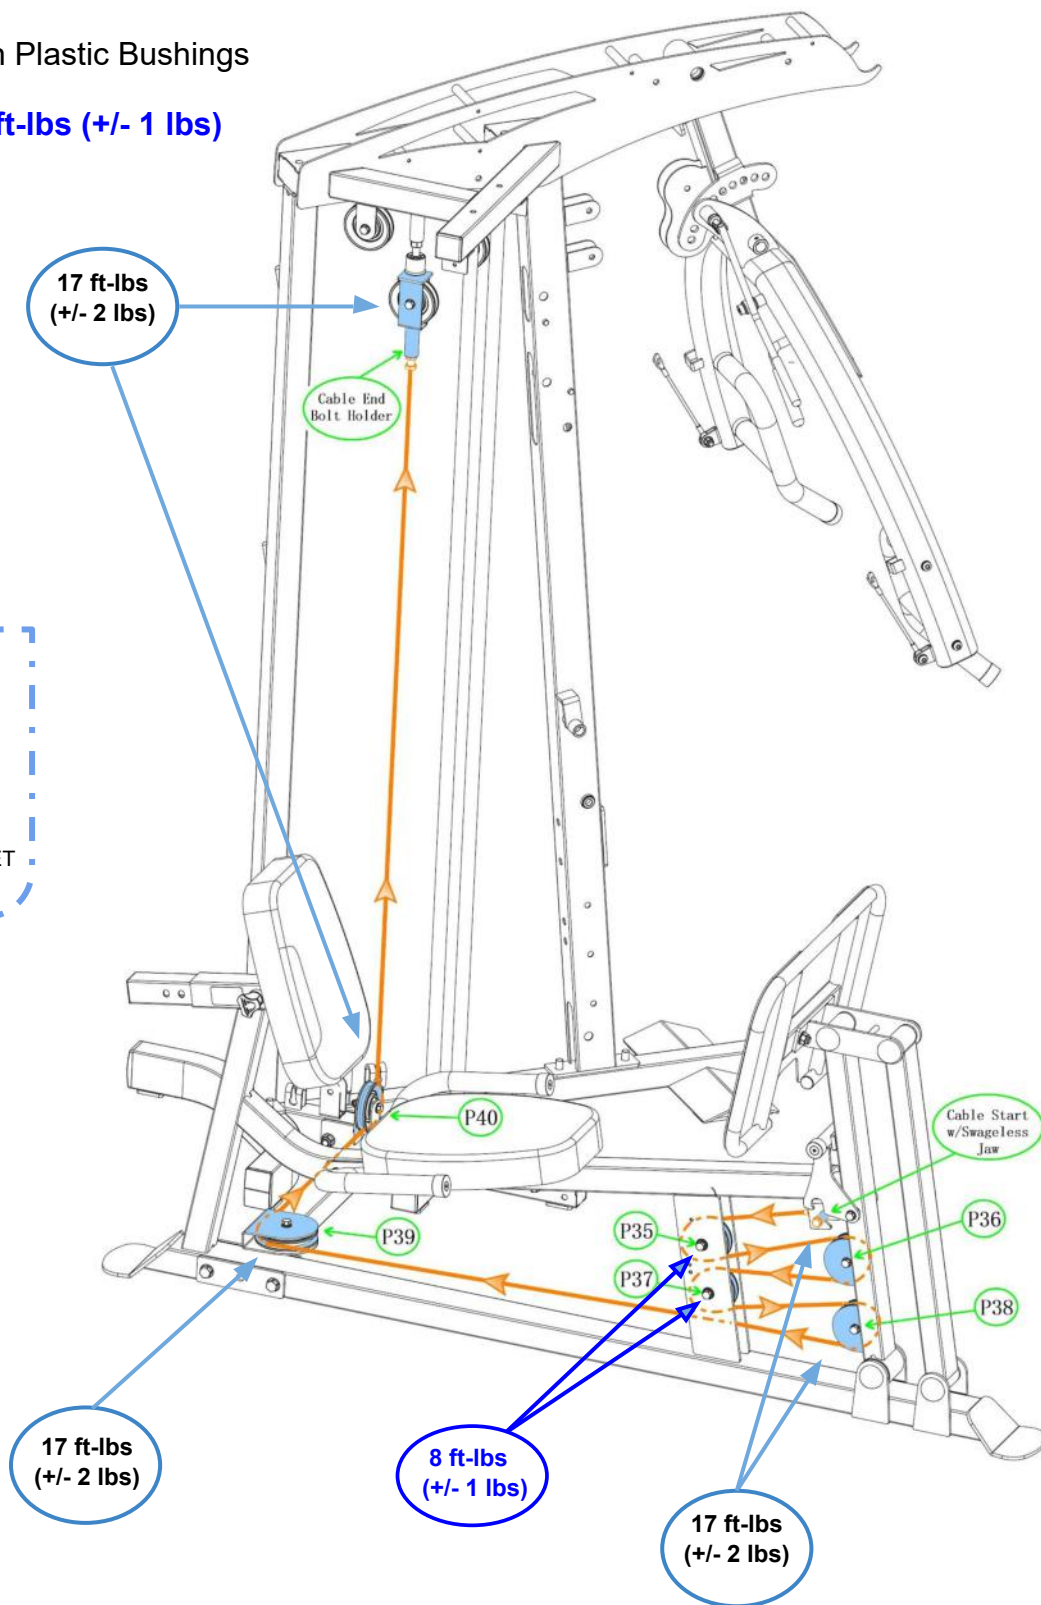 Plastic Bushings
ft-lbs (+/- 1 lbs)
17 ft-lbs
(+/- 2 lbs)
Cable End
Bolt Holder
P40
Cable Start
w/Swageless
Jaw
P39
P35
P36
P37
P38
17 ft-lbs
(+/- 2 lbs)
8 ft-lbs
(+/- 1 lbs)
17 ft-lbs
(+/- 2 lbs)